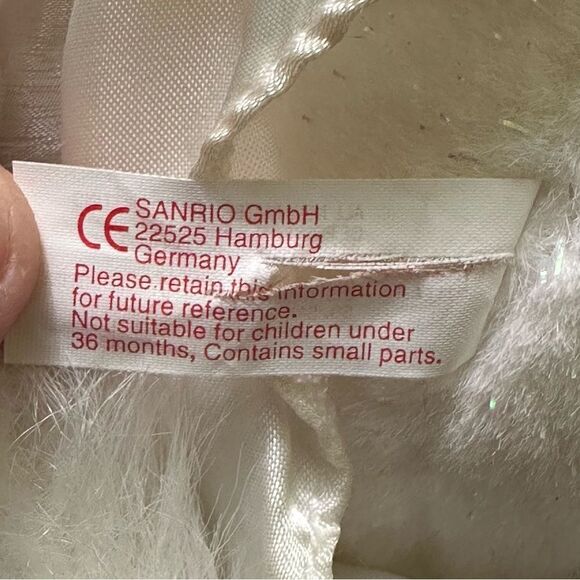 CE SANRIO GmbH
22525 Hamburg
Germany
Please retain this information
for future reference.
Not suitable for children under
36 months, Contains small parts.